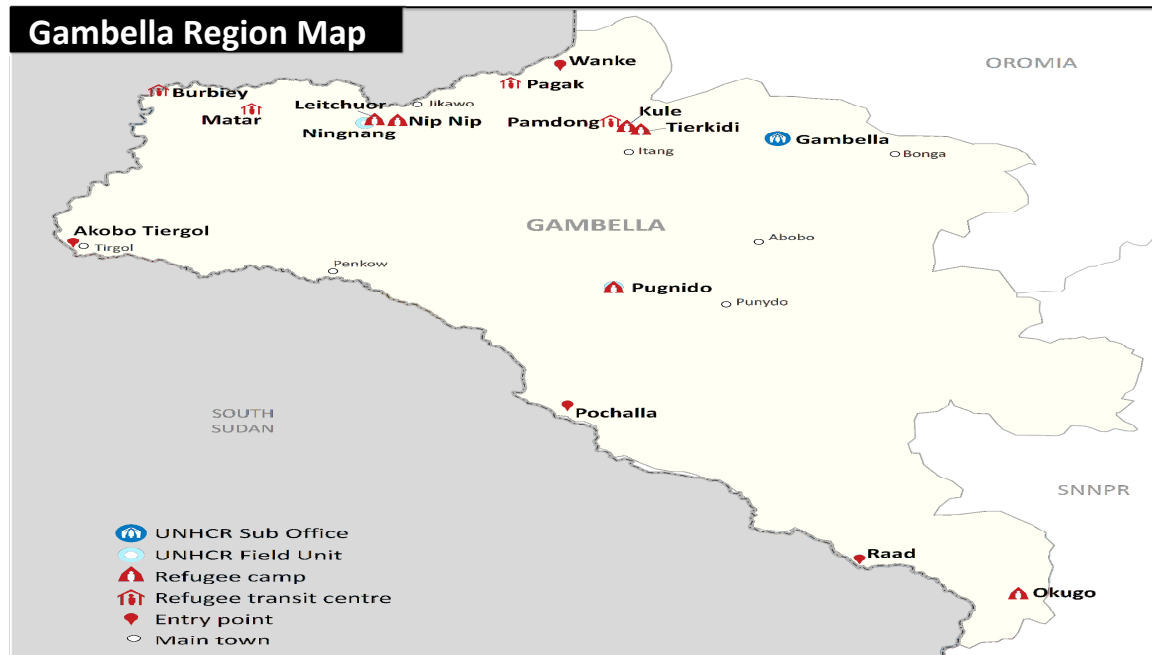 Gambella Region Map
Wanke
OROMIA
Burbiey
Pagak
Leitchuor
Jikawo
Kule
Matar
Nip Nip
Pamdong
Tierkidi
Ningnang
Gambella
Itang
Bonga
GAMBELLA
Akobo Tiergol
Tirgol
Abobo
Penkow
Pugnido
Punydo
SOUTH
SUDAN
Pochalla
SNNPR
UNHCR Sub Office
UNHCR Field Unit
Raad
Refugee camp
Okugo
Refugee transit centre
Entry point
Main town